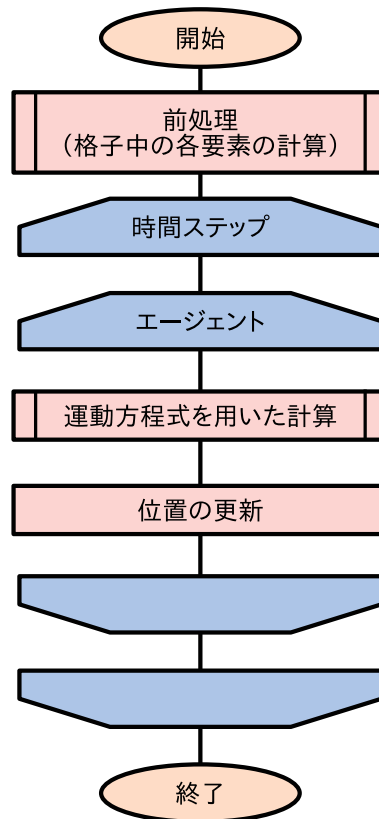 開始
前処理
（格子中の各要素の計算）
時間ステップ
エージェント
運動方程式を用いた計算
位置の更新
終了